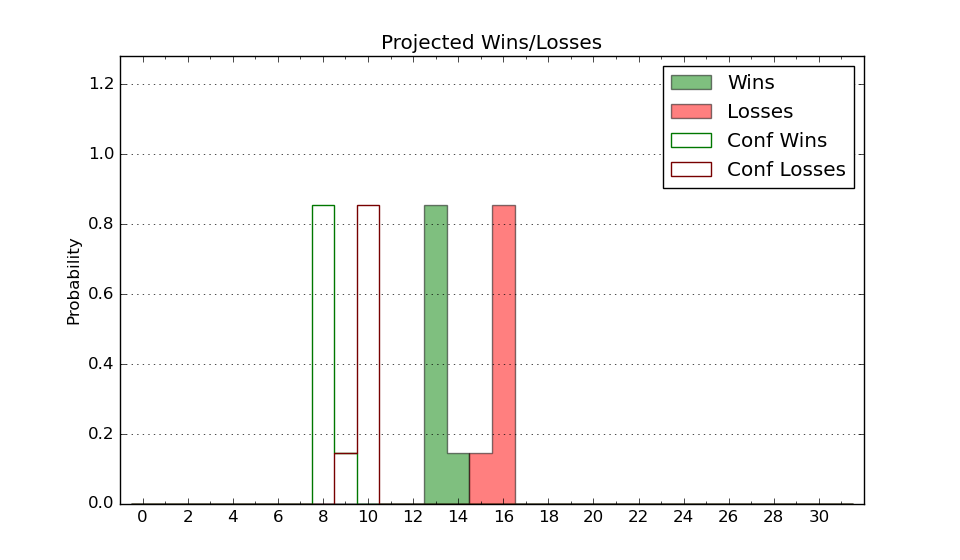 Projected Wins/Losses
Wins
Losses
Conf Wins
Conf Losses
Probability
1.2
1.0
0.8
0.6
0.4
0.2
0.0
0 2 4 6 8 10 12 14 16 18 20 22 24 26 28 30